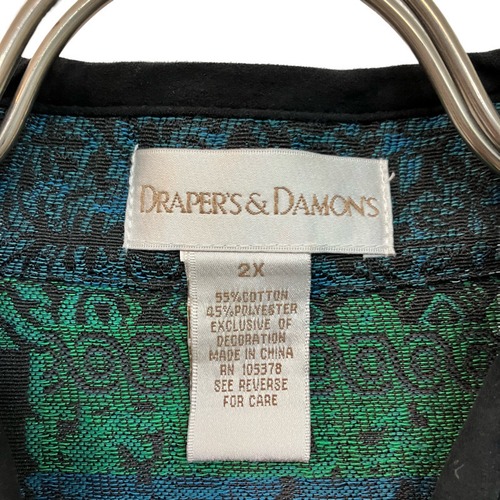 DRAPER'S & DAMON'S
2X
55% COTTON
45% POLYESTER
EXCLUSIVE OF
DECORATION
MADE IN CHINA
RN 105378
SEE REVERSE
FOR CARE